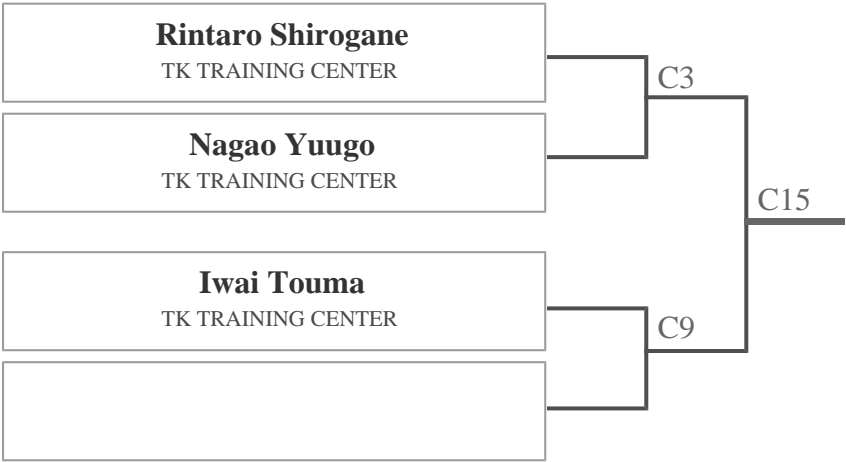 Rintaro Shirogane
TK TRAINING CENTER
C3
Nagao Yuugo
TK TRAINING CENTER
C15
Iwai Touma
TK TRAINING CENTER
C9